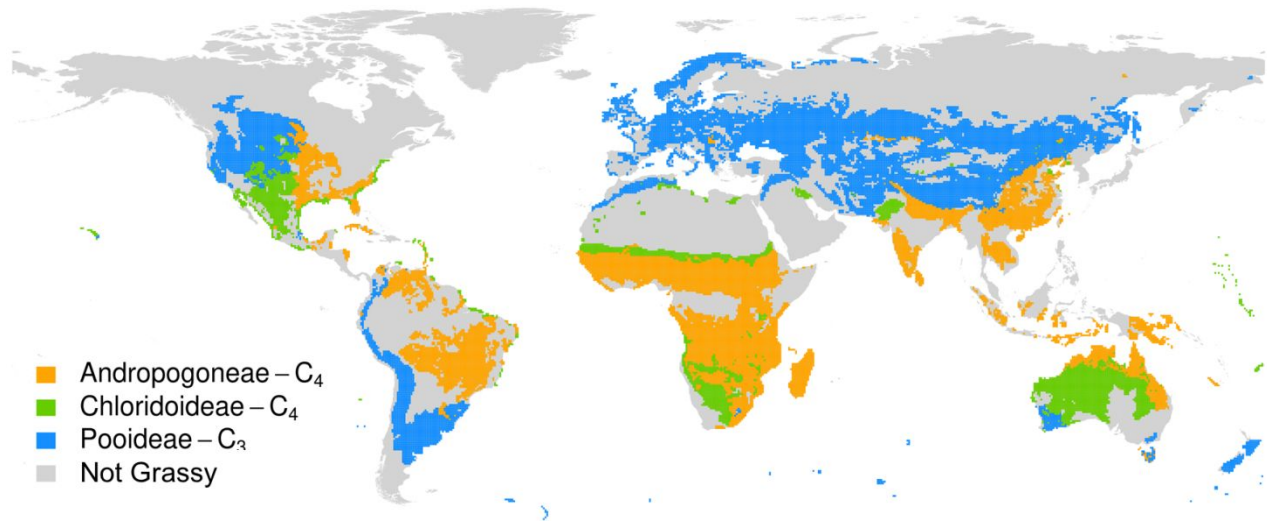 Andropogoneae – C₄
Chloridoideae – C₄
Pooideae – C₃
Not Grassy